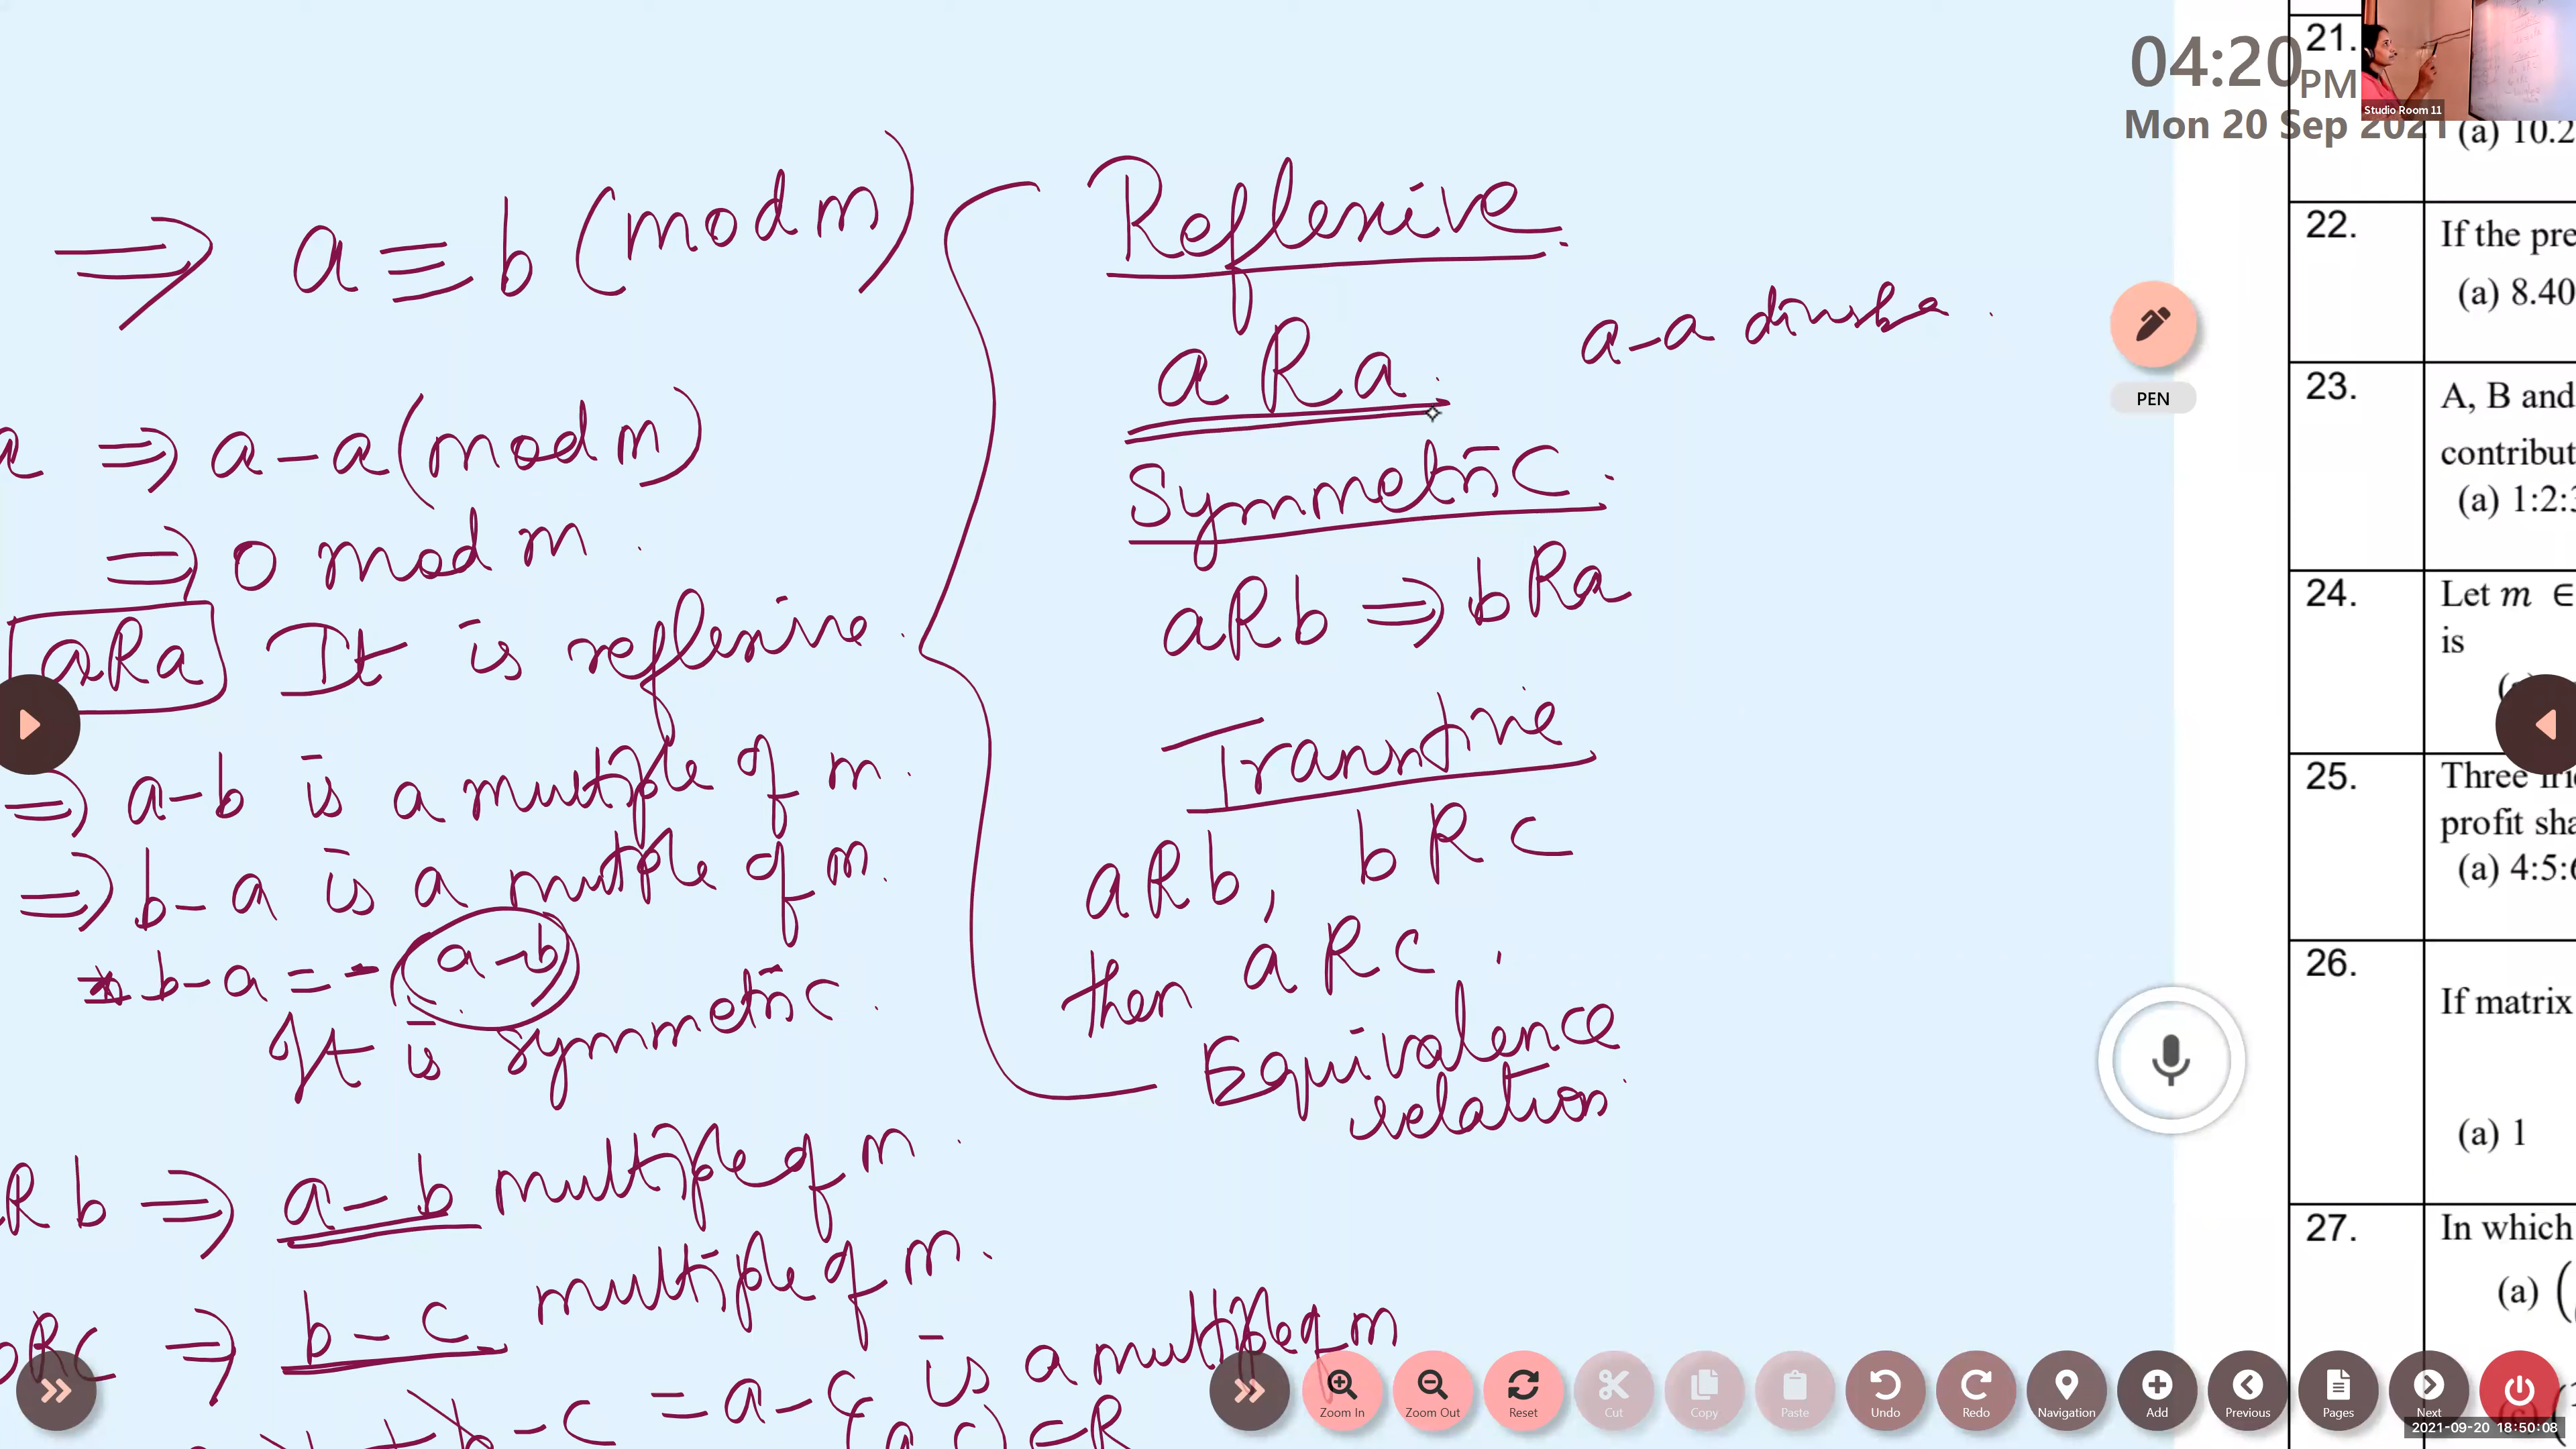 ⇒ a ≡ b (mod m)
a ⇒ a-a (mod m)
⇒ 0 mod m.
aRa It is reflexive.
⇒ a-b is a multiple of m.
⇒ b-a is a mutple of m.
b-a = - (a-b)
It is symmetric.
Rb ⇒ a-b multiple of m.
bRc ⇒ b-c multiple of m.
b-c = a-c is a multiple of m
∈R
Reflexive.
aRa. a-a
Symmetric.
aRb ⇒ bRa
Transitive
aRb, bRc
then aRc.
Equivalence
relation.
04:20 PM
Mon 20 Sep 2021
Studio Room 11
PEN
21.
(a) 10.2
22. If the pre
(a) 8.40
23. A, B and
contribut
(a) 1:2:3
24. Let m ∈
is
25. Three frie
profit sha
(a) 4:5:6
26.
If matrix
(a) 1
27. In which
(a) (
Zoom In Zoom Out Reset Cut Copy Paste Undo Redo Navigation Add Previous Pages Next
2021-09-20 18:50:08